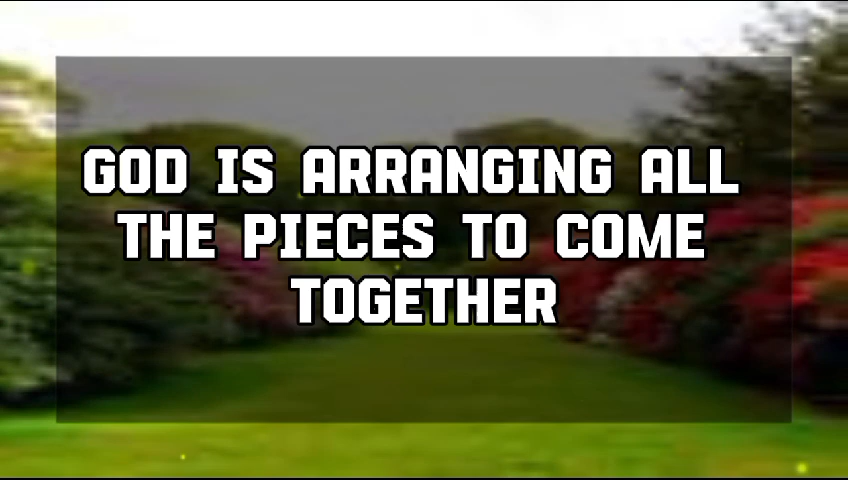 GOD IS ARRANGING ALL
THE PIECES TO COME
TOGETHER